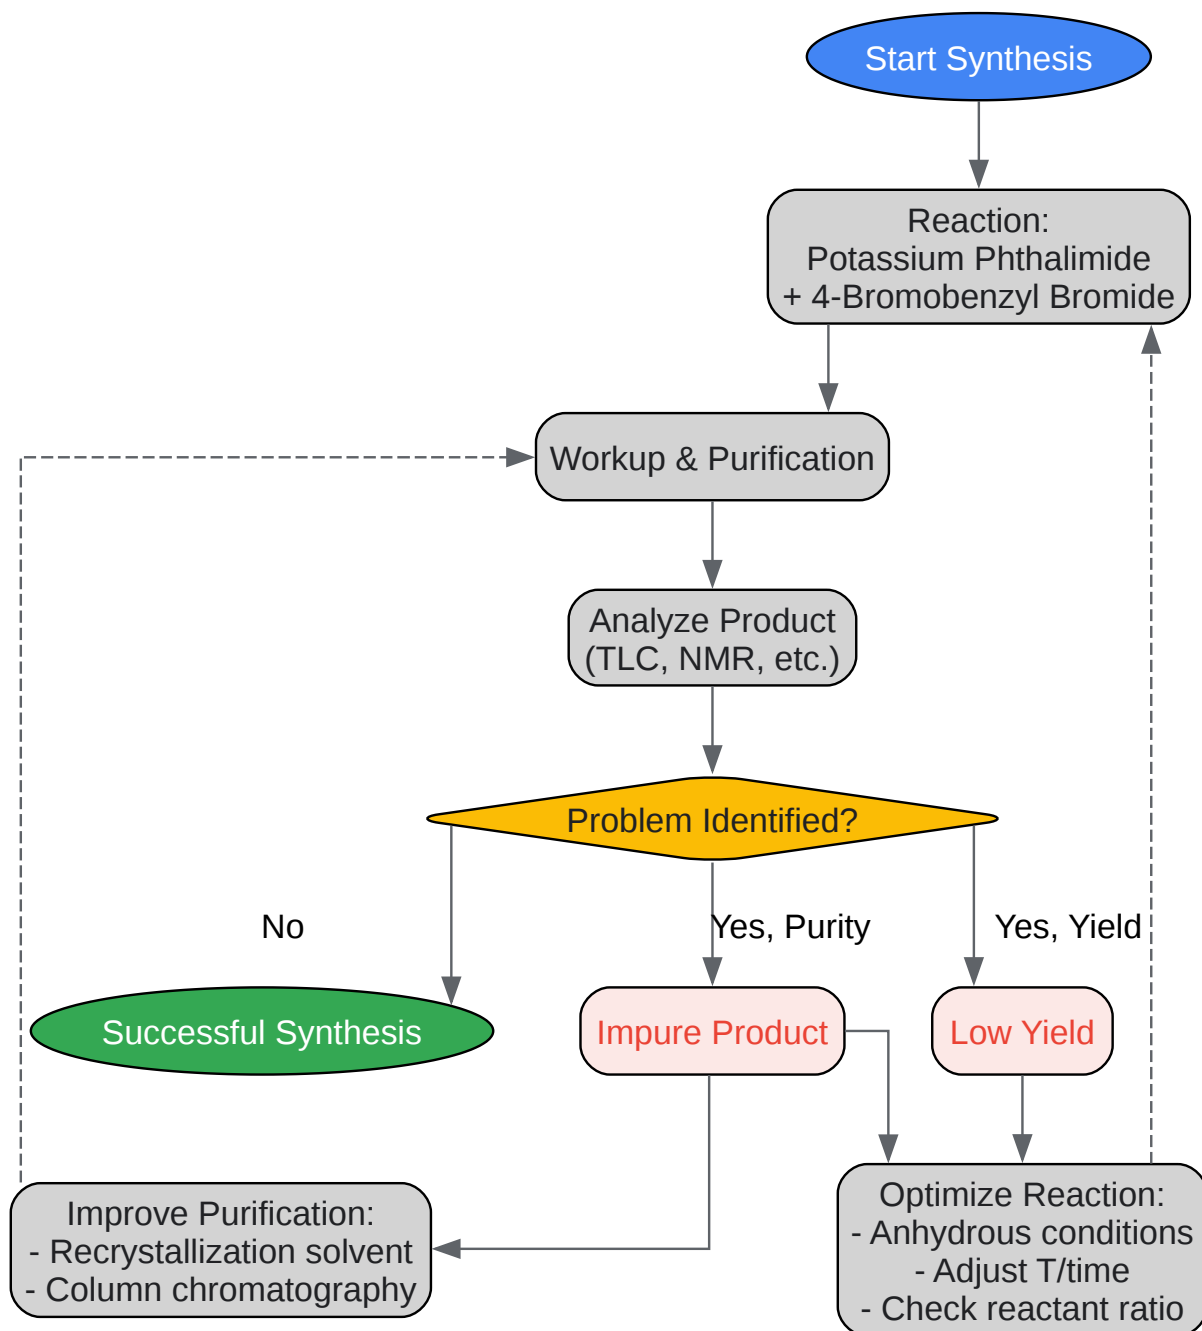 Start Synthesis
Reaction:
Potassium Phthalimide
+ 4-Bromobenzyl Bromide
Workup & Purification
Analyze Product
(TLC, NMR, etc.)
Problem Identified?
No
Yes, Purity
Yes, Yield
Successful Synthesis
Impure Product
Low Yield
Improve Purification:
- Recrystallization solvent
- Column chromatography
Optimize Reaction:
- Anhydrous conditions
- Adjust T/time
- Check reactant ratio